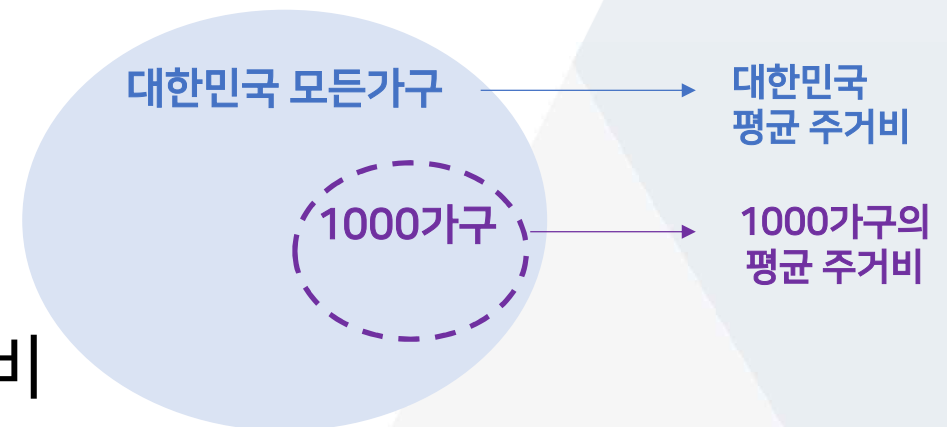 대한민국 모든가구
대한민국
평균 주거비
1000가구
1000가구의
평균 주거비
비